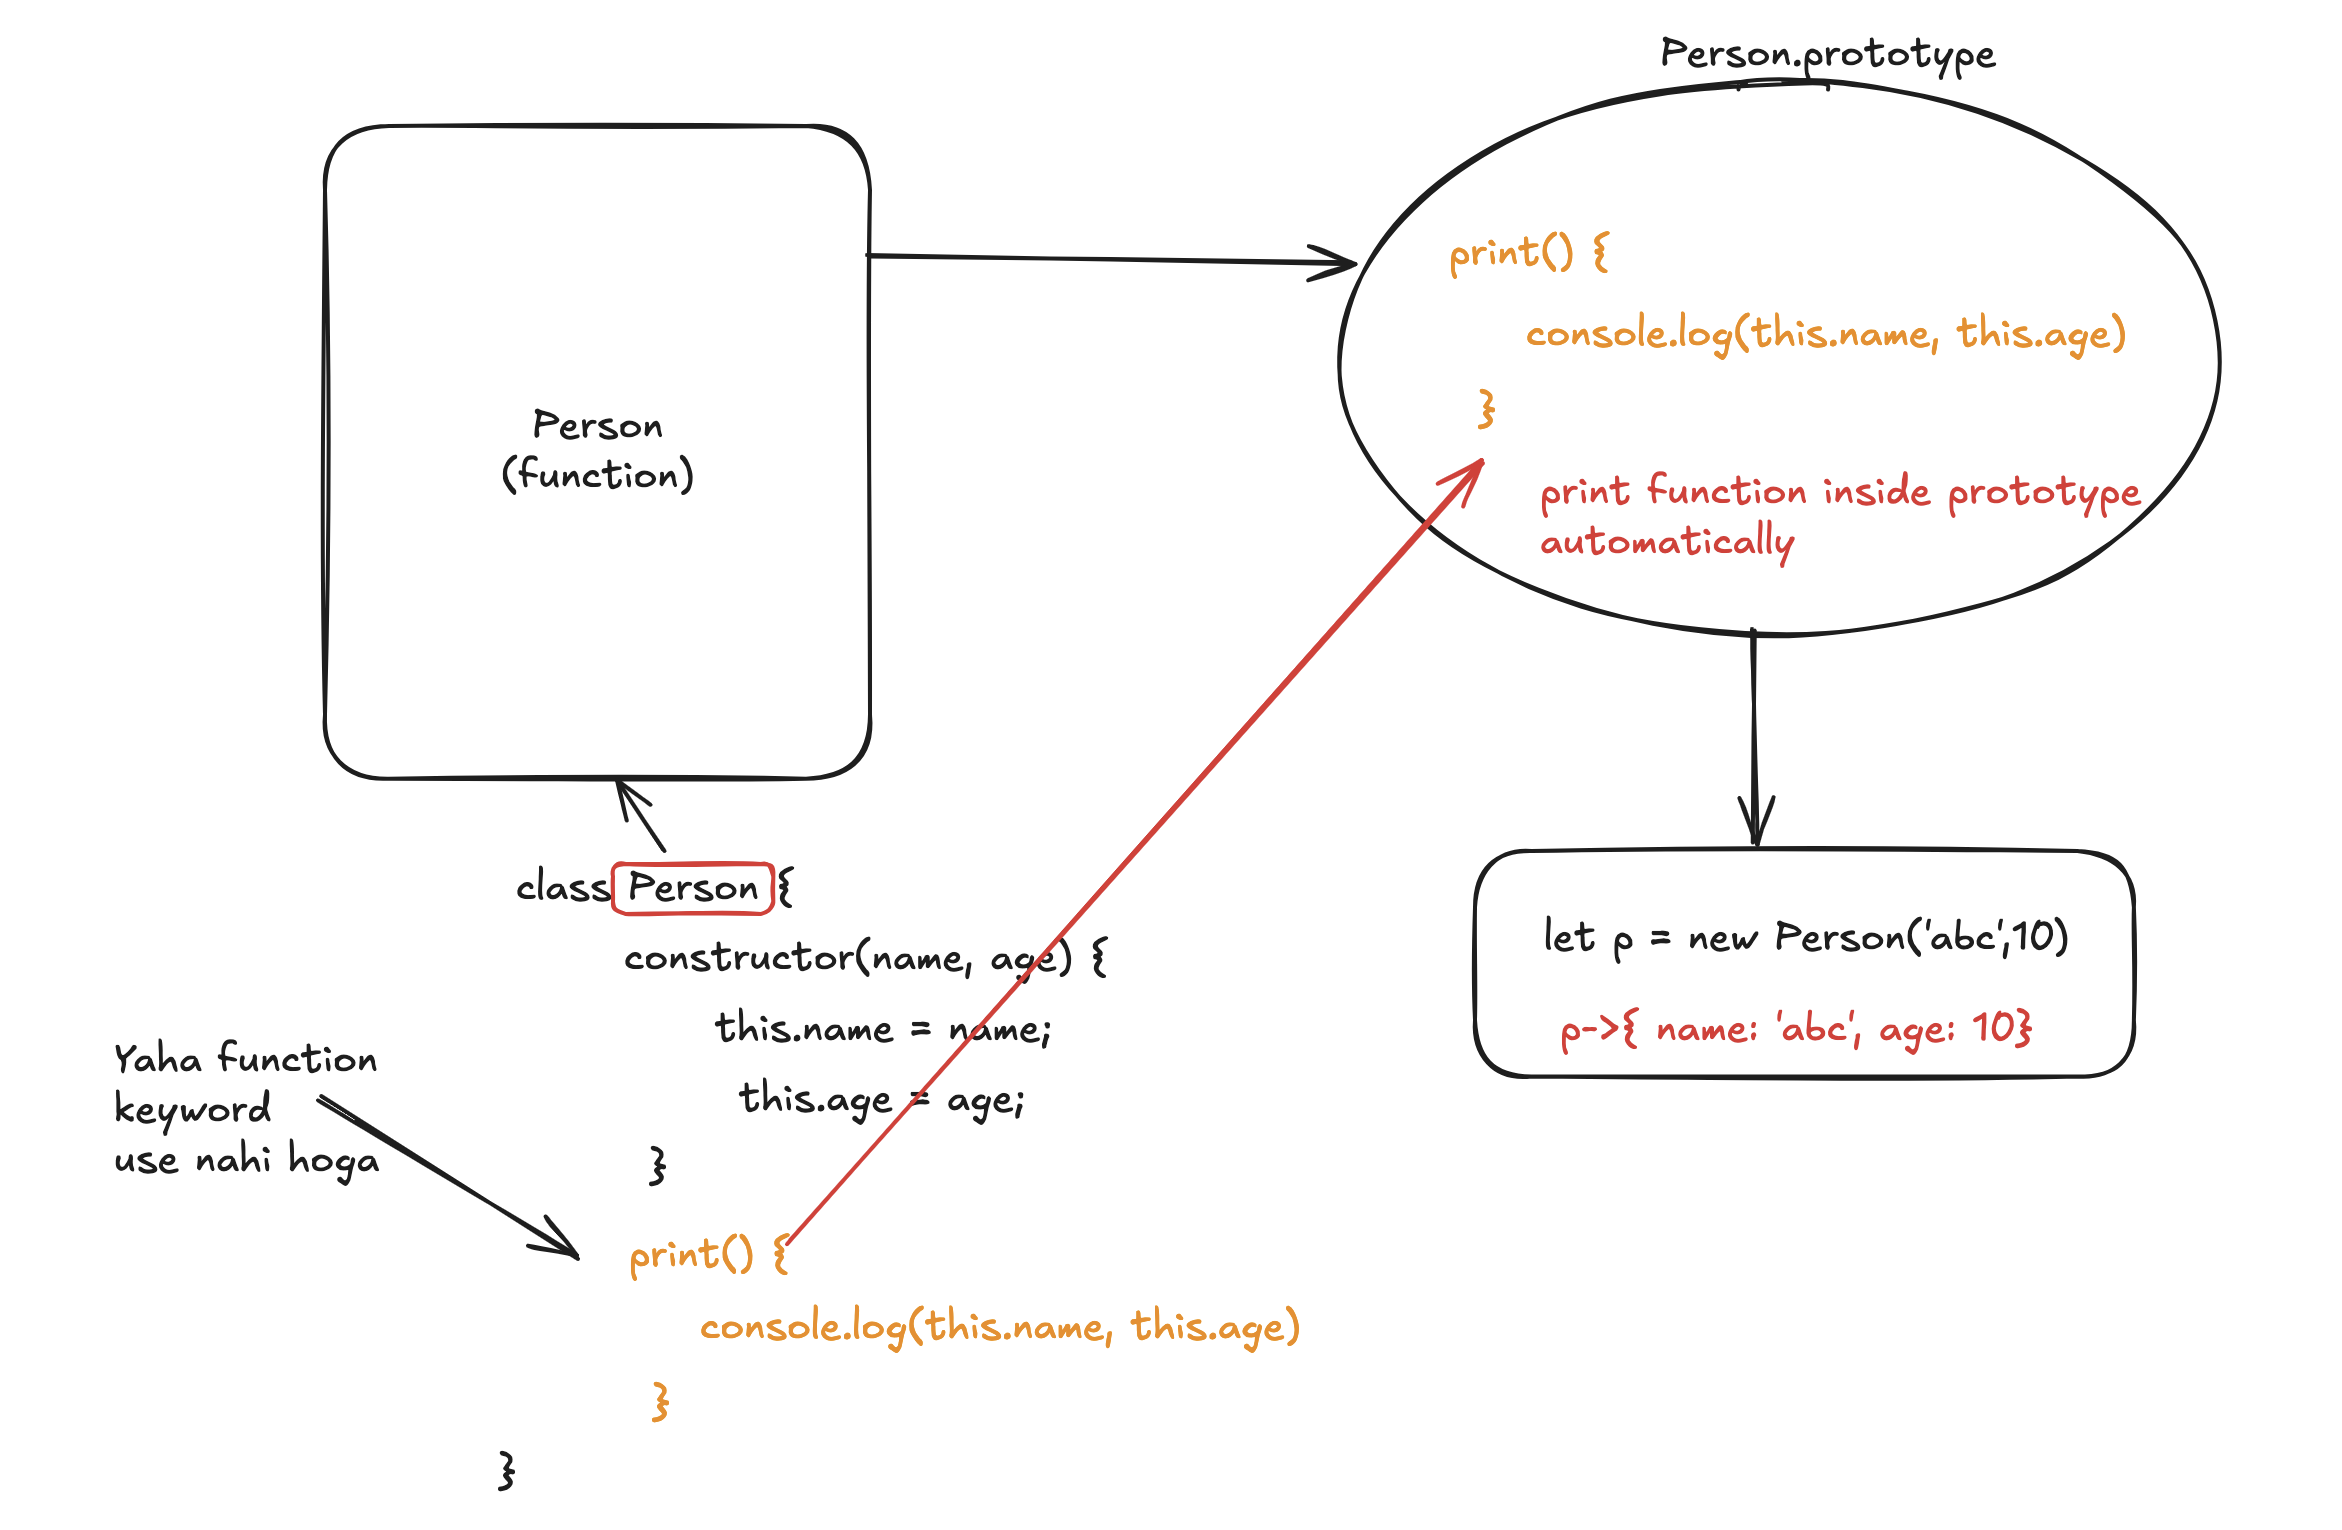 Person.prototype
print() {
console.log(this.name, this.age)
}
print function inside prototype
automatically
Person
(function)
class Person {
constructor(name, age) {
this.name = name;
this.age = age;
}
print() {
console.log(this.name, this.age)
}
}
Yaha function
keyword
use nahi hoga
let p = new Person('abc',10)
p->{ name: 'abc', age: 10}